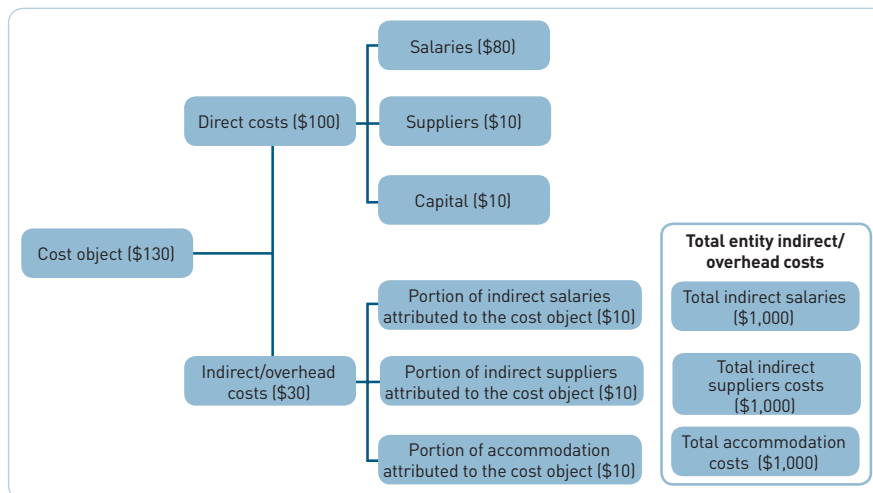 Salaries ($80)
Direct costs ($100)
Suppliers ($10)
Capital ($10)
Cost object ($130)
Portion of indirect salaries
attributed to the cost object ($10)
Indirect/overhead
costs ($30)
Portion of indirect suppliers
attributed to the cost object ($10)
Portion of accommodation
attributed to the cost object ($10)
Total entity indirect/
overhead costs
Total indirect salaries
($1,000)
Total indirect
suppliers costs
($1,000)
Total accommodation
costs ($1,000)